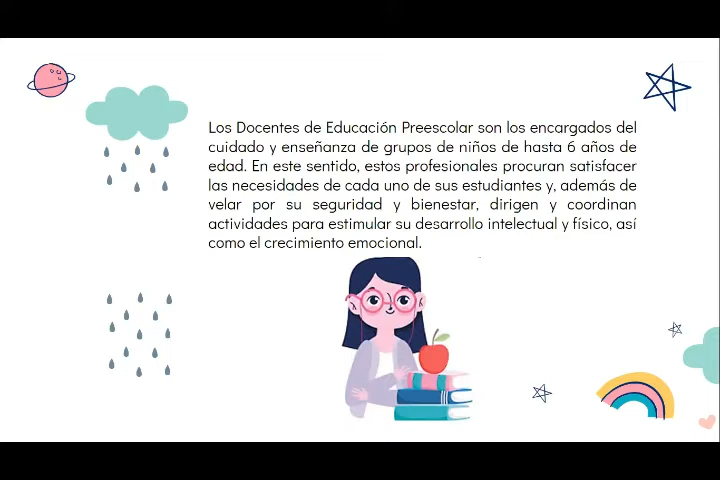 Los Docentes de Educación Preescolar son los encargados del
cuidado y enseñanza de grupos de niños de hasta 6 años de
edad. En este sentido, estos profesionales procuran satisfacer
las necesidades de cada uno de sus estudiantes y, además de
velar por su seguridad y bienestar, dirigen y coordinan
actividades para estimular su desarrollo intelectual y físico, así
como el crecimiento emocional.